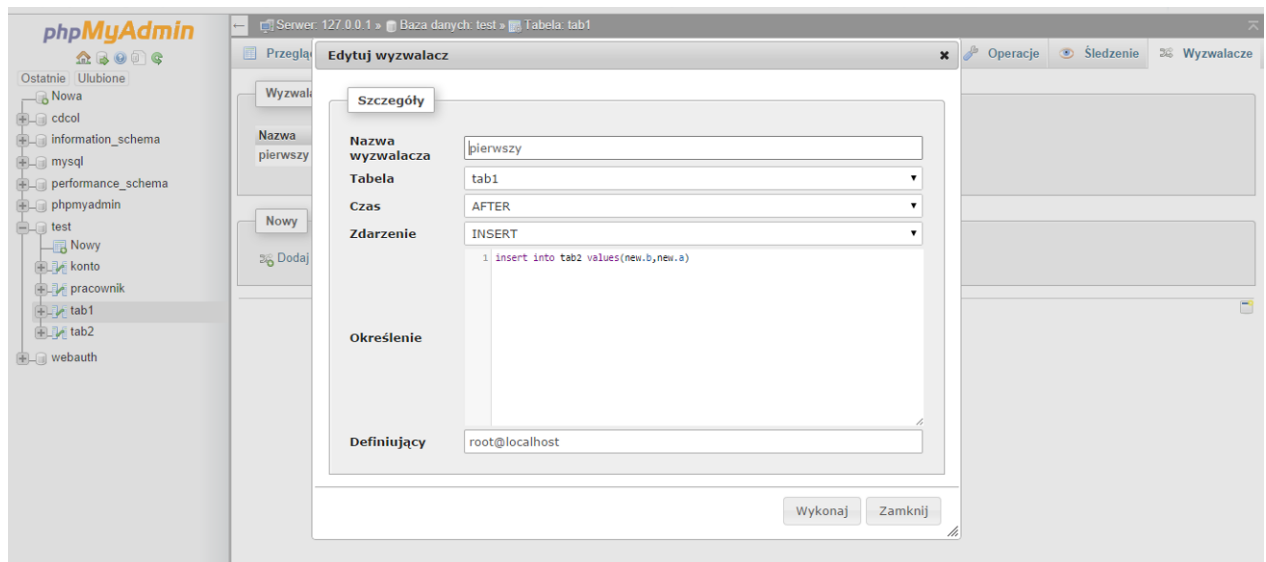 phpMyAdmin
Ostatnie Ulubione
Nowa
cdcol
information_schema
mysql
performance_schema
phpmyadmin
test
Nowy
konto
pracownik
tab1
tab2
webauth
Serwer: 127.0.0.1 » Baza danych: test » Tabela: tab1
Przeglą
Operacje Śledzenie Wyzwalacze
Wyzwala
Nazwa
pierwszy
Nowy
Dodaj
Edytuj wyzwalacz
Szczegóły
Nazwa wyzwalacza pierwszy
Tabela tab1
Czas AFTER
Zdarzenie INSERT
1 insert into tab2 values(new.b,new.a)
Określenie
Definiujący root@localhost
Wykonaj Zamknij